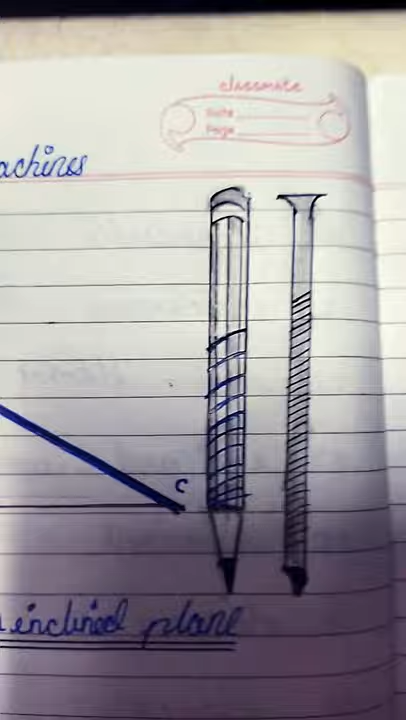 classmate
Date
Page
achines
C
inclined plane